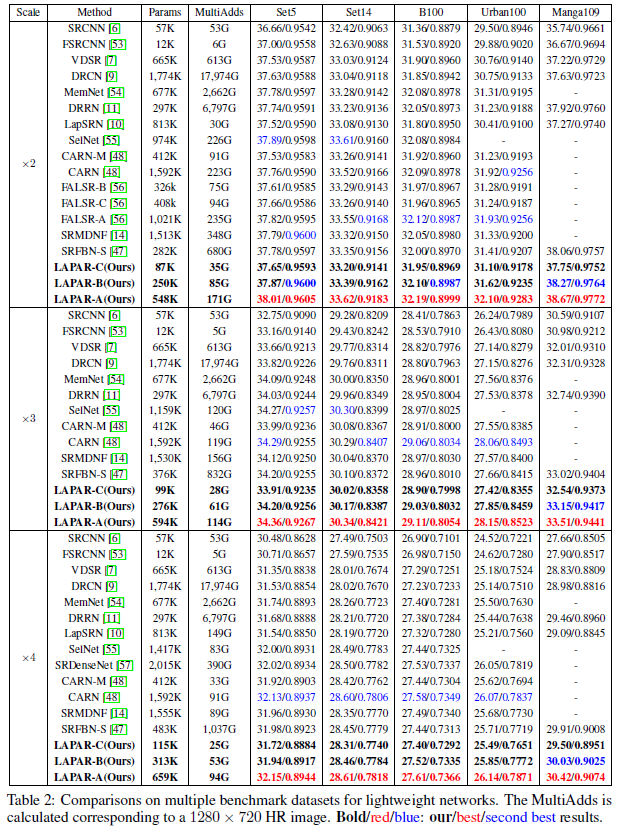 Scale Method Params MultiAdds Set5 Set14 B100 Urban100 Manga109
SRCNN [6] 57K 53G 36.66/0.9542 32.42/0.9063 31.36/0.8879 29.50/0.8946 35.74/0.9661
FSRCNN [53] 12K 6G 37.00/0.9558 32.63/0.9088 31.53/0.8920 29.88/0.9020 36.67/0.9694
VDSR [7] 665K 613G 37.53/0.9587 33.03/0.9124 31.90/0.8960 30.76/0.9140 37.22/0.9729
DRCN [9] 1,774K 17,974G 37.63/0.9588 33.04/0.9118 31.85/0.8942 30.75/0.9133 37.63/0.9723
MemNet [54] 677K 2,662G 37.78/0.9597 33.28/0.9142 32.08/0.8978 31.31/0.9195 -
DRRN [11] 297K 6,797G 37.74/0.9591 33.23/0.9136 32.05/0.8973 31.23/0.9188 37.92/0.9760
LapSRN [10] 813K 30G 37.52/0.9590 33.08/0.9130 31.80/0.8950 30.41/0.9100 37.27/0.9740
SelNet [55] 974K 226G 37.89/0.9598 33.61/0.9160 32.08/0.8984 - -
×2 CARN-M [48] 412K 91G 37.53/0.9583 33.26/0.9141 31.92/0.8960 31.23/0.9193 -
CARN [48] 1,592K 223G 37.76/0.9590 33.52/0.9166 32.09/0.8978 31.92/0.9256 -
FALSR-B [56] 326k 75G 37.61/0.9585 33.29/0.9143 31.97/0.8967 31.28/0.9191 -
FALSR-C [56] 408k 94G 37.66/0.9586 33.26/0.9140 31.96/0.8965 31.24/0.9187 -
FALSR-A [56] 1,021K 235G 37.82/0.9595 33.55/0.9168 32.12/0.8987 31.93/0.9256 -
SRMDNF [14] 1,513K 348G 37.79/0.9600 33.32/0.9150 32.05/0.8980 31.33/0.9200 -
SRFBN-S [47] 282K 680G 37.78/0.9597 33.35/0.9156 32.00/0.8970 31.41/0.9207 38.06/0.9757
LAPAR-C(Ours) 87K 35G 37.65/0.9593 33.20/0.9141 31.95/0.8969 31.10/0.9178 37.75/0.9752
LAPAR-B(Ours) 250K 85G 37.87/0.9600 33.39/0.9162 32.10/0.8987 31.62/0.9235 38.27/0.9764
LAPAR-A(Ours) 548K 171G 38.01/0.9605 33.62/0.9183 32.19/0.8999 32.10/0.9283 38.67/0.9772
SRCNN [6] 57K 53G 32.75/0.9090 29.28/0.8209 28.41/0.7863 26.24/0.7989 30.59/0.9107
FSRCNN [53] 12K 5G 33.16/0.9140 29.43/0.8242 28.53/0.7910 26.43/0.8080 30.98/0.9212
VDSR [7] 665K 613G 33.66/0.9213 29.77/0.8314 28.82/0.7976 27.14/0.8279 32.01/0.9310
DRCN [9] 1,774K 17,974G 33.82/0.9226 29.76/0.8311 28.80/0.7963 27.15/0.8276 32.31/0.9328
MemNet [54] 677K 2,662G 34.09/0.9248 30.00/0.8350 28.96/0.8001 27.56/0.8376 -
DRRN [11] 297K 6,797G 34.03/0.9244 29.96/0.8349 28.95/0.8004 27.53/0.8378 32.74/0.9390
SelNet [55] 1,159K 120G 34.27/0.9257 30.30/0.8399 28.97/0.8025 - -
×3 CARN-M [48] 412K 46G 33.99/0.9236 30.08/0.8367 28.91/0.8000 27.55/0.8385 -
CARN [48] 1,592K 119G 34.29/0.9255 30.29/0.8407 29.06/0.8034 28.06/0.8493 -
SRMDNF [14] 1,530K 156G 34.12/0.9250 30.04/0.8370 28.97/0.8030 27.57/0.8400 -
SRFBN-S [47] 376K 832G 34.20/0.9255 30.10/0.8372 28.96/0.8010 27.66/0.8415 33.02/0.9404
LAPAR-C(Ours) 99K 28G 33.91/0.9235 30.02/0.8358 28.90/0.7998 27.42/0.8355 32.54/0.9373
LAPAR-B(Ours) 276K 61G 34.20/0.9256 30.17/0.8387 29.03/0.8032 27.85/0.8459 33.15/0.9417
LAPAR-A(Ours) 594K 114G 34.36/0.9267 30.34/0.8421 29.11/0.8054 28.15/0.8523 33.51/0.9441
SRCNN [6] 57K 53G 30.48/0.8628 27.49/0.7503 26.90/0.7101 24.52/0.7221 27.66/0.8505
FSRCNN [53] 12K 5G 30.71/0.8657 27.59/0.7535 26.98/0.7150 24.62/0.7280 27.90/0.8517
VDSR [7] 665K 613G 31.35/0.8838 28.01/0.7674 27.29/0.7251 25.18/0.7524 28.83/0.8809
DRCN [9] 1,774K 17,974G 31.53/0.8854 28.02/0.7670 27.23/0.7233 25.14/0.7510 28.98/0.8816
MemNet [54] 677K 2,662G 31.74/0.8893 28.26/0.7723 27.40/0.7281 25.50/0.7630 -
DRRN [11] 297K 6,797G 31.68/0.8888 28.21/0.7720 27.38/0.7284 25.44/0.7638 29.46/0.8960
LapSRN [10] 813K 149G 31.54/0.8850 28.19/0.7720 27.32/0.7280 25.21/0.7560 29.09/0.8845
SelNet [55] 1,417K 83G 32.00/0.8931 28.49/0.7783 27.44/0.7325 - -
×4 SRDenseNet [57] 2,015K 390G 32.02/0.8934 28.50/0.7782 27.53/0.7337 26.05/0.7819 -
CARN-M [48] 412K 33G 31.92/0.8903 28.42/0.7762 27.44/0.7304 25.62/0.7694 -
CARN [48] 1,592K 91G 32.13/0.8937 28.60/0.7806 27.58/0.7349 26.07/0.7837 -
SRMDNF [14] 1,555K 89G 31.96/0.8930 28.35/0.7770 27.49/0.7340 25.68/0.7730 -
SRFBN-S [47] 483K 1,037G 31.98/0.8923 28.45/0.7779 27.44/0.7313 25.71/0.7719 29.91/0.9008
LAPAR-C(Ours) 115K 25G 31.72/0.8884 28.31/0.7740 27.40/0.7292 25.49/0.7651 29.50/0.8951
LAPAR-B(Ours) 313K 53G 31.94/0.8917 28.46/0.7784 27.52/0.7335 25.85/0.7772 30.03/0.9025
LAPAR-A(Ours) 659K 94G 32.15/0.8944 28.61/0.7818 27.61/0.7366 26.14/0.7871 30.42/0.9074
Table 2: Comparisons on multiple benchmark datasets for lightweight networks. The MultiAdds is
calculated corresponding to a 1280 × 720 HR image. Bold/red/blue: our/best/second best results.